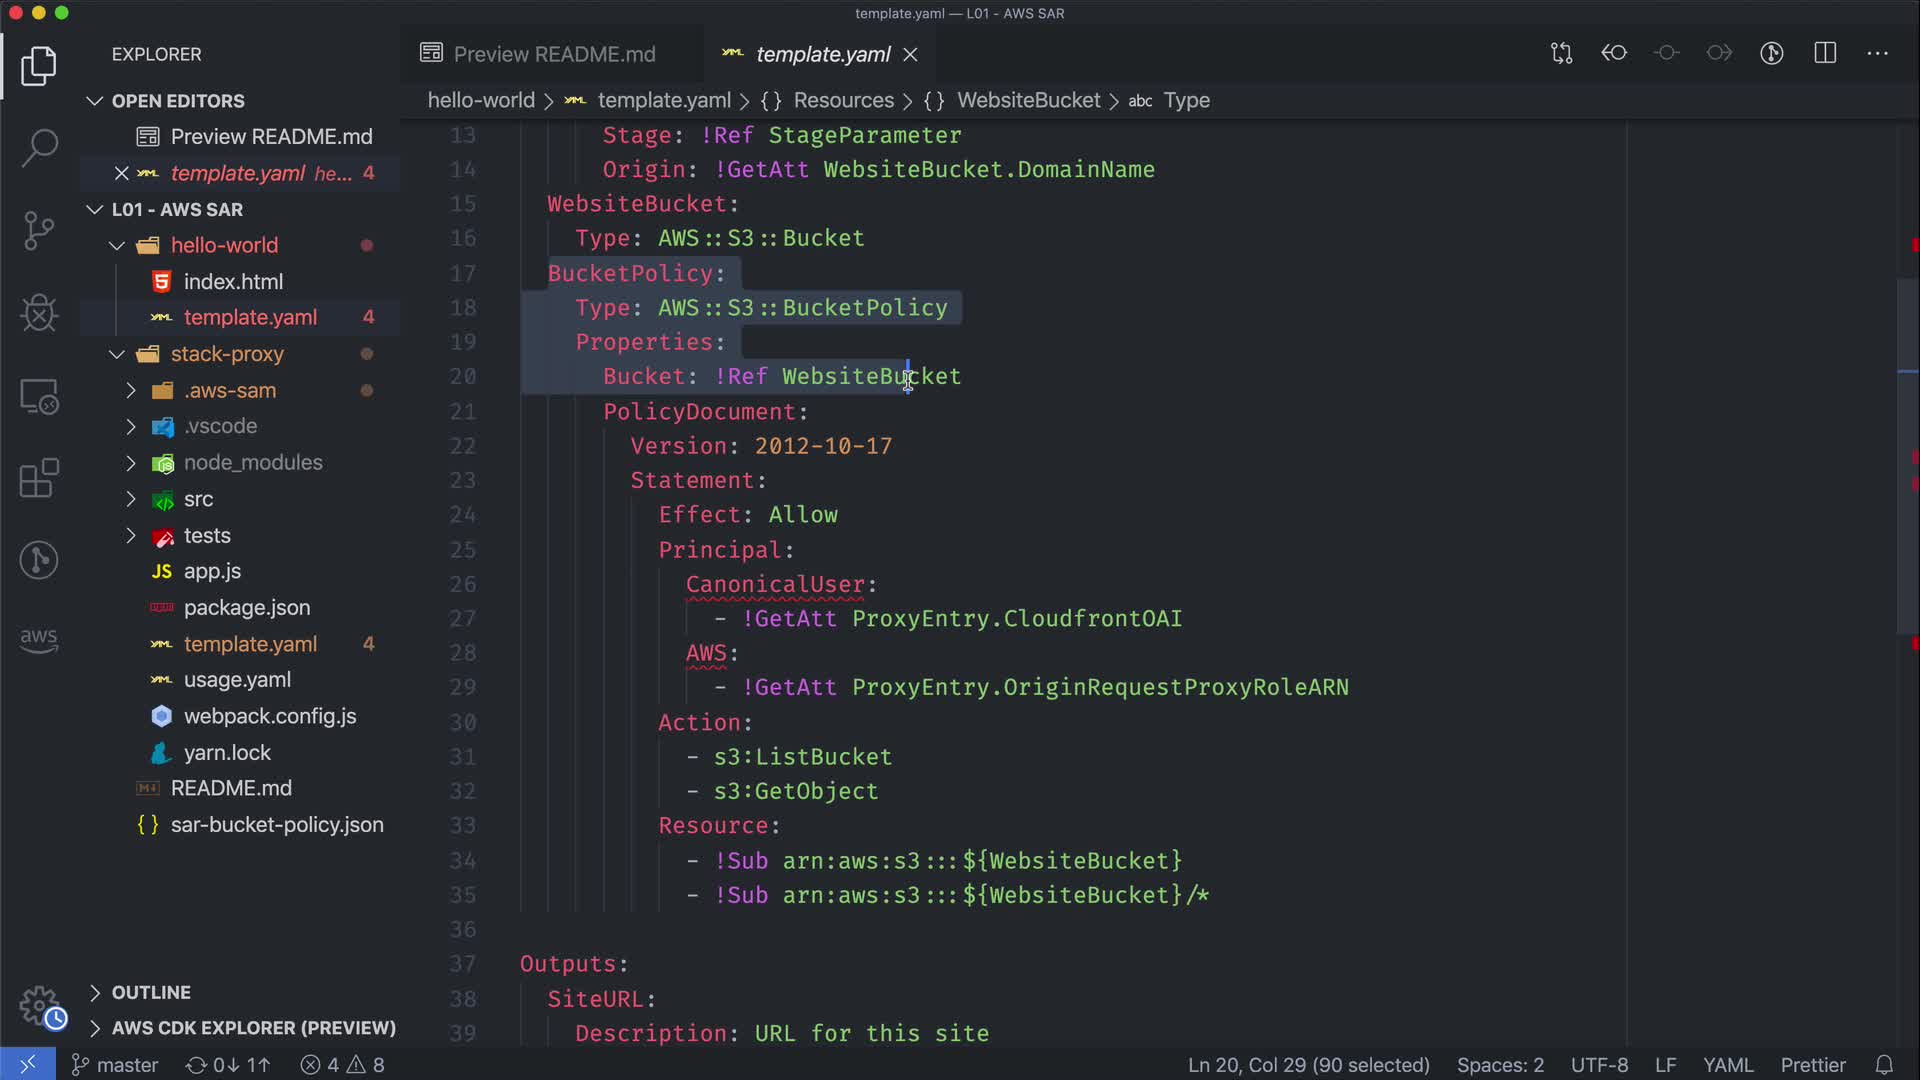 template.yaml — L01 - AWS SAR
EXPLORER
OPEN EDITORS
Preview README.md
template.yaml he... 4
L01 - AWS SAR
hello-world
index.html
template.yaml 4
stack-proxy
.aws-sam
.vscode
node_modules
src
tests
JS app.js
package.json
template.yaml 4
usage.yaml
webpack.config.js
yarn.lock
README.md
{ } sar-bucket-policy.json
OUTLINE
AWS CDK EXPLORER (PREVIEW)
aws
Preview README.md
template.yaml
hello-world > template.yaml > {} Resources > {} WebsiteBucket > abc Type
13 Stage: !Ref StageParameter
14 Origin: !GetAtt WebsiteBucket.DomainName
15 WebsiteBucket:
16 Type: AWS::S3::Bucket
17 BucketPolicy:
18 Type: AWS::S3::BucketPolicy
19 Properties:
20 Bucket: !Ref WebsiteBucket
21 PolicyDocument:
22 Version: 2012-10-17
23 Statement:
24 Effect: Allow
25 Principal:
26 CanonicalUser:
27 - !GetAtt ProxyEntry.CloudfrontOAI
28 AWS:
29 - !GetAtt ProxyEntry.OriginRequestProxyRoleARN
30 Action:
31 - s3:ListBucket
32 - s3:GetObject
33 Resource:
34 - !Sub arn:aws:s3:::${WebsiteBucket}
35 - !Sub arn:aws:s3:::${WebsiteBucket}/*
36
37 Outputs:
38 SiteURL:
39 Description: URL for this site
master 0↓ 1↑ 4 8 Ln 20, Col 29 (90 selected) Spaces: 2 UTF-8 LF YAML Prettier